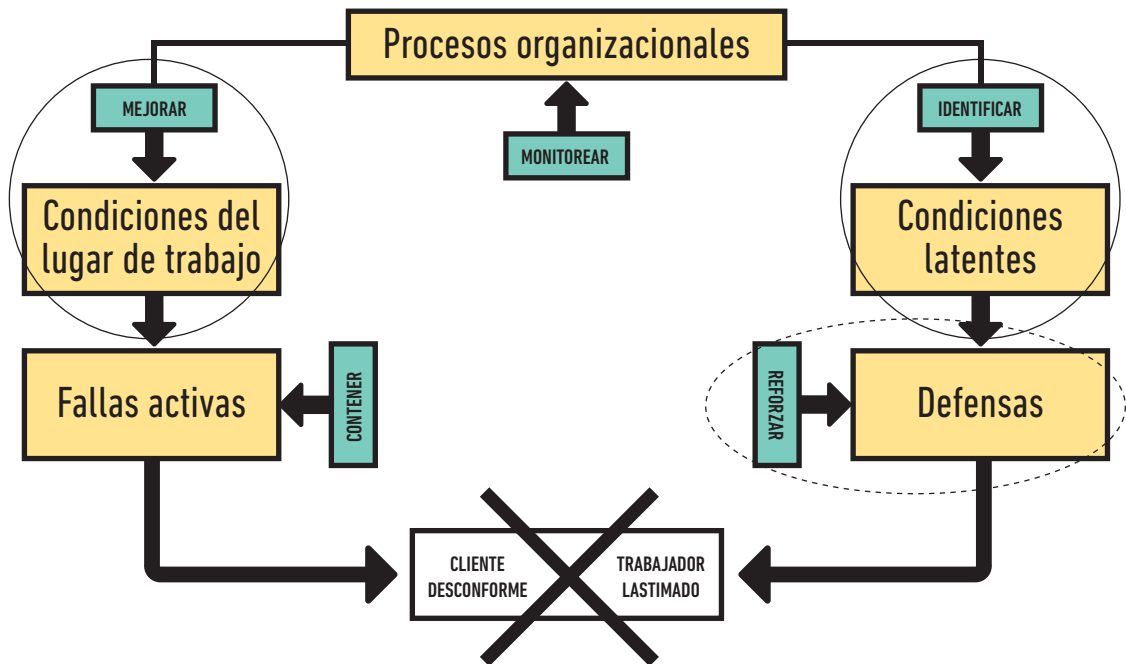 Procesos organizacionales
MEJORAR
IDENTIFICAR
MONITOREAR
Condiciones del
lugar de trabajo
Condiciones
latentes
Fallas activas
CONTENER
REFORZAR
Defensas
CLIENTE
DESCONFORME
TRABAJADOR
LASTIMADO